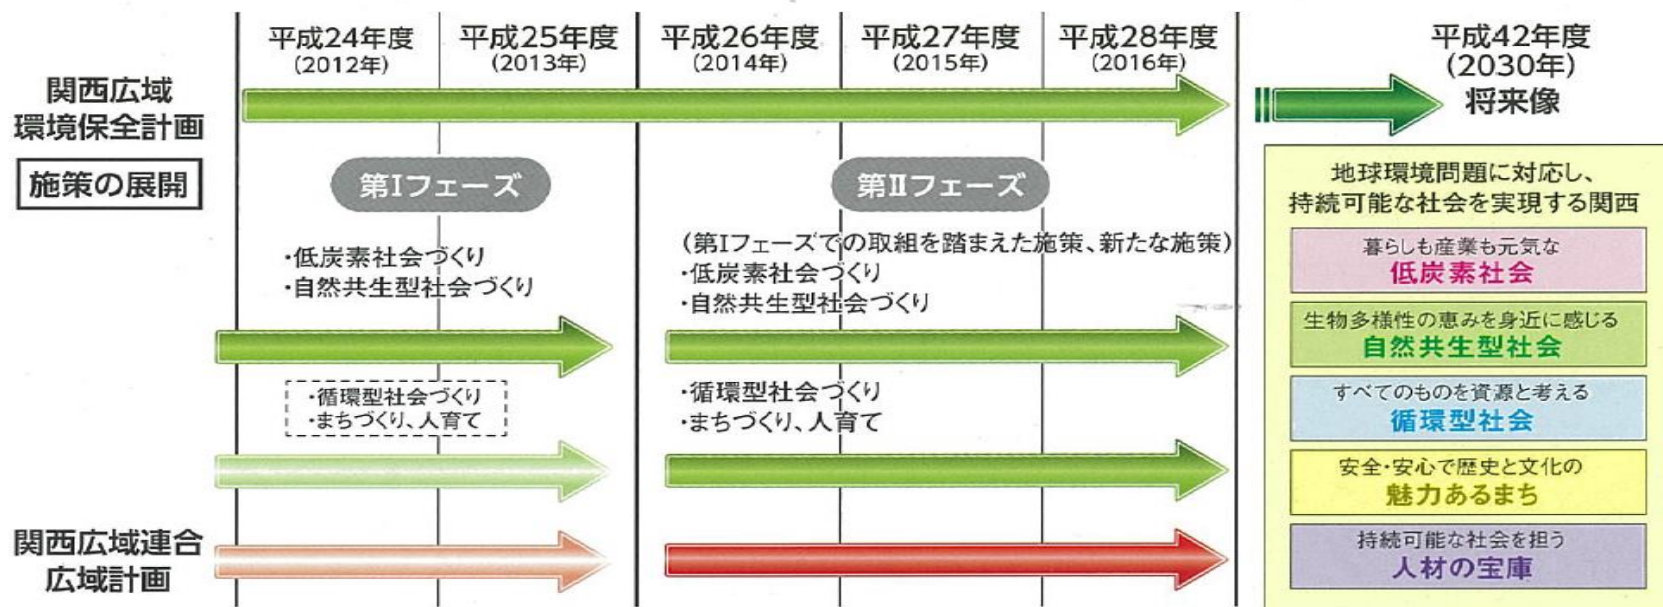 平成24年度
(2012年)
平成25年度
(2013年)
平成26年度
(2014年)
平成27年度
(2015年)
平成28年度
(2016年)
平成42年度
(2030年)
将来像
関西広域
環境保全計画
施策の展開
第Ⅰフェーズ
第Ⅱフェーズ
・低炭素社会づくり
・自然共生型社会づくり
(第Ⅰフェーズでの取組を踏まえた施策、新たな施策)
・低炭素社会づくり
・自然共生型社会づくり
・循環型社会づくり
・まちづくり、人育て
・循環型社会づくり
・まちづくり、人育て
関西広域連合
広域計画
地球環境問題に対応し、
持続可能な社会を実現する関西
暮らしも産業も元気な
低炭素社会
生物多様性の恵みを身近に感じる
自然共生型社会
すべてのものを資源と考える
循環型社会
安全・安心で歴史と文化の
魅力あるまち
持続可能な社会を担う
人材の宝庫